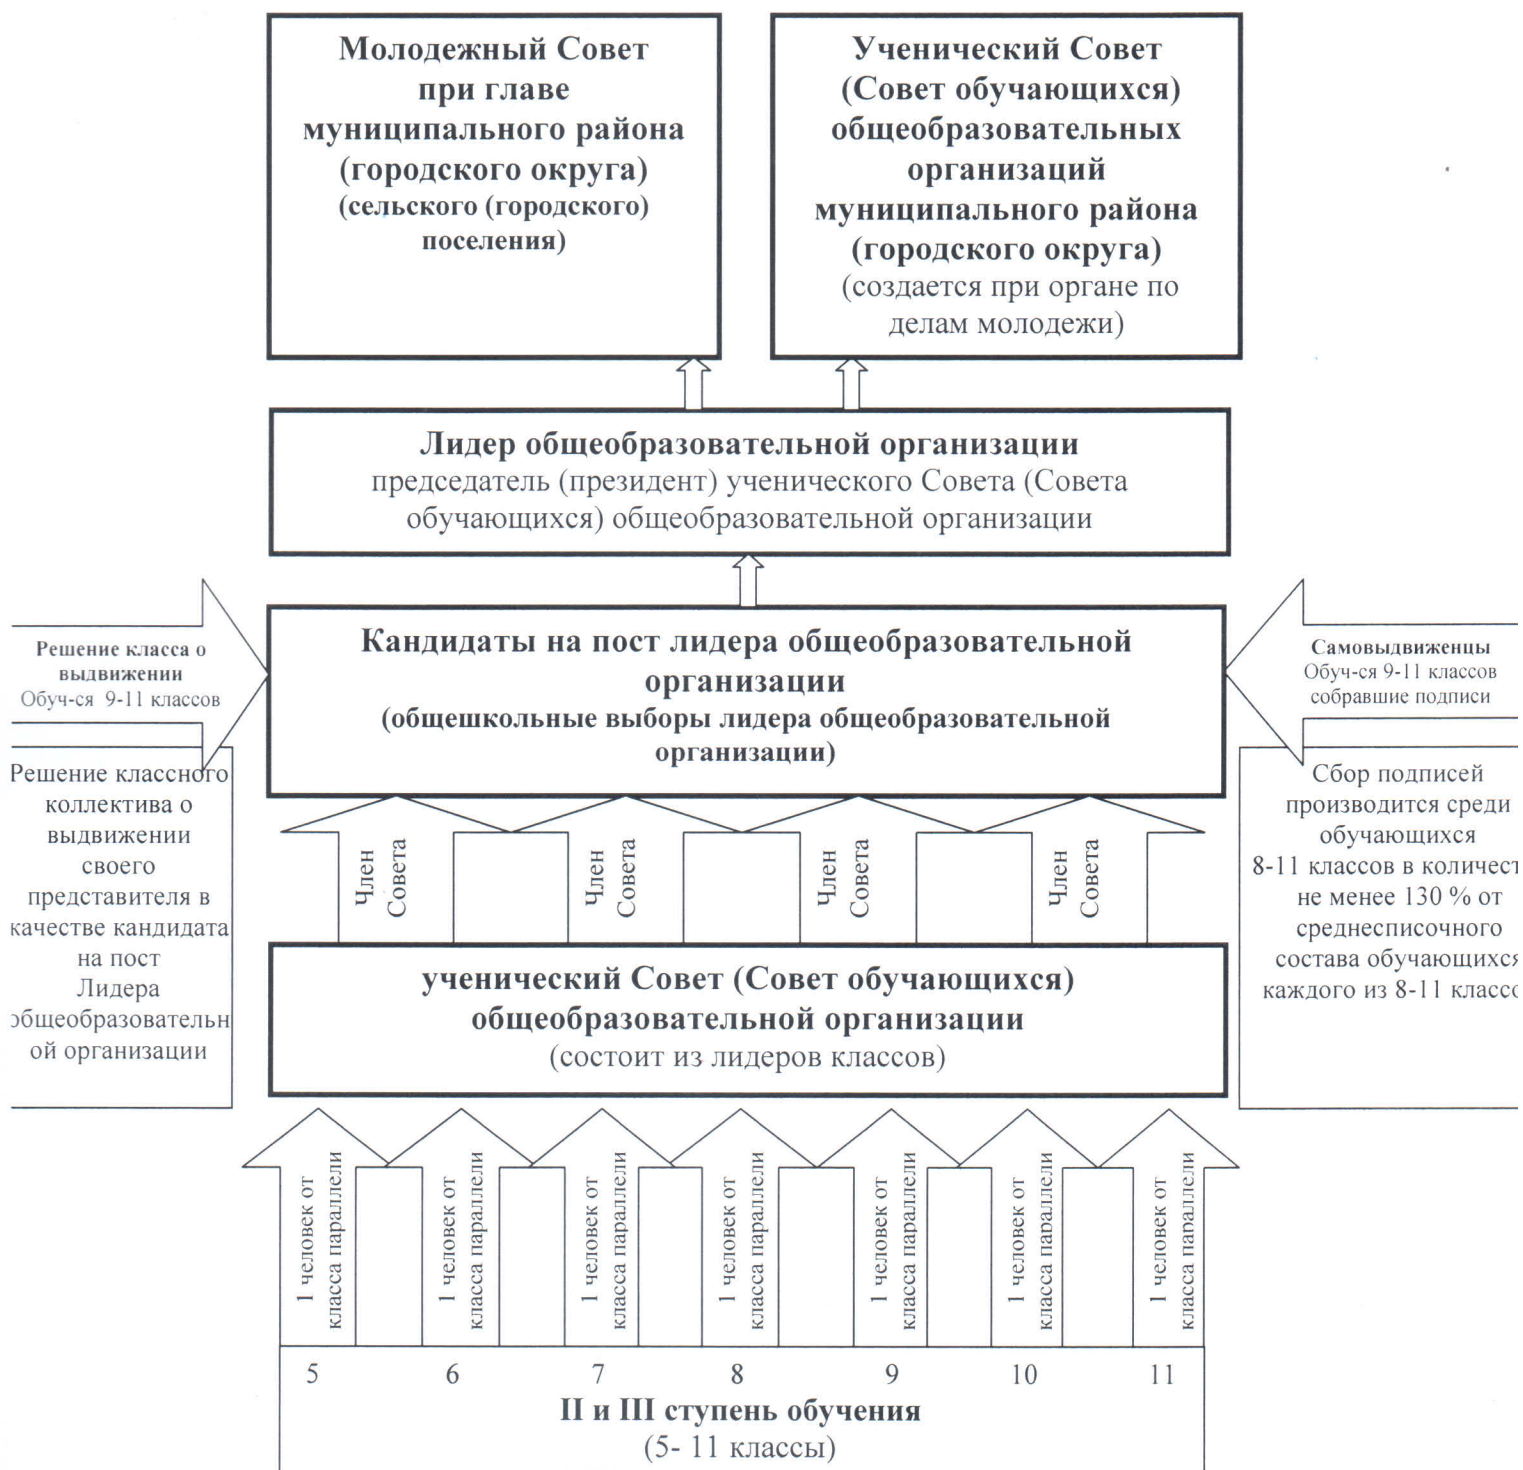 Молодежный Совет
при главе
муниципального района
(городского округа)
(сельского (городского)
поселения)
Ученический Совет
(Совет обучающихся)
общеобразовательных
организаций
муниципального района
(городского округа)
(создается при органе по
делам молодежи)
Лидер общеобразовательной организации
председатель (президент) ученического Совета (Совета
обучающихся) общеобразовательной организации
Решение класса о
выдвижении
Обуч-ся 9-11 классов
Кандидаты на пост лидера общеобразовательной
организации
(общешкольные выборы лидера общеобразовательной
организации)
Самовыдвиженцы
Обуч-ся 9-11 классов
собравшие подписи
Решение классного
коллектива о
выдвижении
своего
представителя в
качестве кандидата
на пост
Лидера
общеобразовательн
ой организации
Член
Совета
Член
Совета
Член
Совета
Член
Совета
Сбор подписей
производится среди
обучающихся
8-11 классов в количест
не менее 130 % от
среднесписочного
состава обучающихся
каждого из 8-11 классо
ученический Совет (Совет обучающихся)
общеобразовательной организации
(состоит из лидеров классов)
1 человек от
класса параллели
1 человек от
класса параллели
1 человек от
класса параллели
1 человек от
класса параллели
1 человек от
класса параллели
1 человек от
класса параллели
1 человек от
класса параллели
5 6 7 8 9 10 11
II и III ступень обучения
(5- 11 классы)